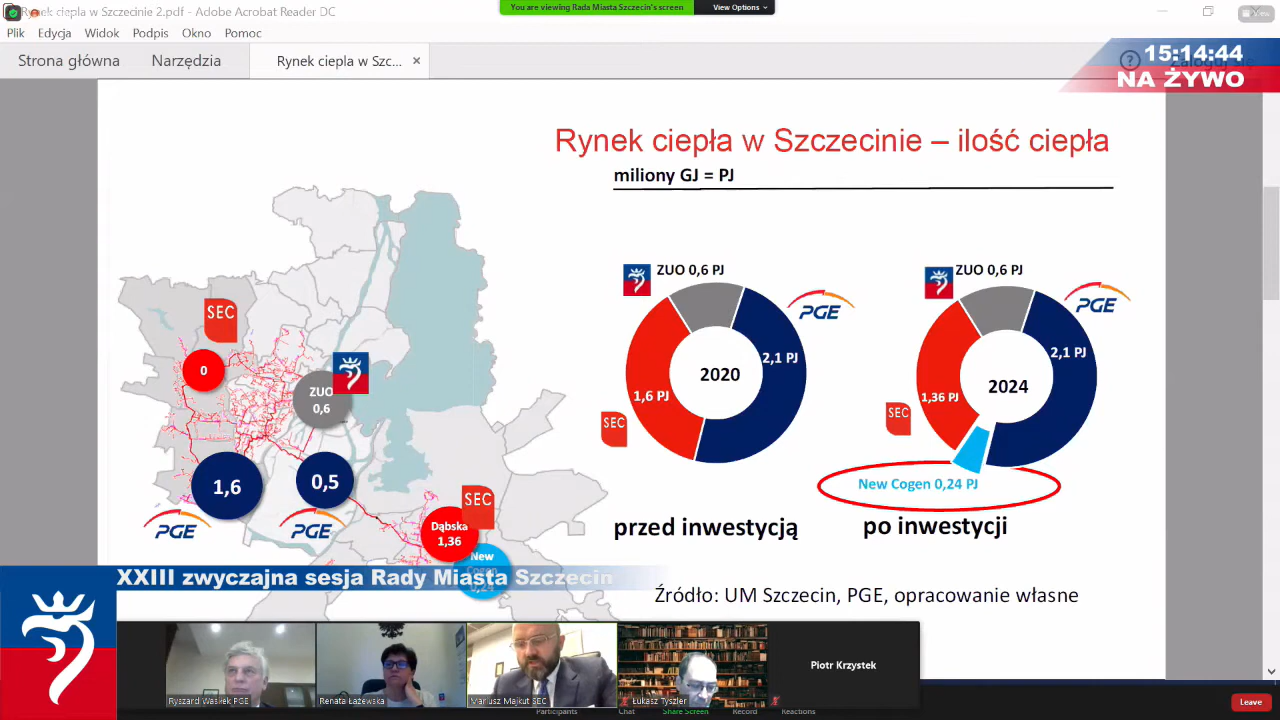 Rynek ciepla w Szczecinie 2.pdf - Adobe Acrobat Reader DC
You are viewing Rada Miasta Szczecin's screen
View Options
View
Plik Edycja Widok Podpis Okno Pomoc
Strona główna Narzędzia Rynek ciepla w Szc... ×
15:14:44
NA ŻYWO
Rynek ciepła w Szczecinie – ilość ciepła
miliony GJ = PJ
ZUO 0,6 PJ
PGE
2,1 PJ
2020
1,6 PJ
SEC
przed inwestycją
ZUO 0,6 PJ
PGE
2,1 PJ
2024
1,36 PJ
SEC
New Cogen 0,24 PJ
po inwestycji
SEC
0
ZUO
0,6
1,6
PGE
0,5
PGE
SEC
Dąbska
1,36
New
Cogen
0,24
Źródło: UM Szczecin, PGE, opracowanie własne
XXIII zwyczajna sesja Rady Miasta Szczecin
Ryszard Wasiłek PGE
Renata Łażewska
Mariusz Majkut SEC
Łukasz Tyszler
Piotr Krzystek
Participants Chat Share Screen Record Reactions
Leave